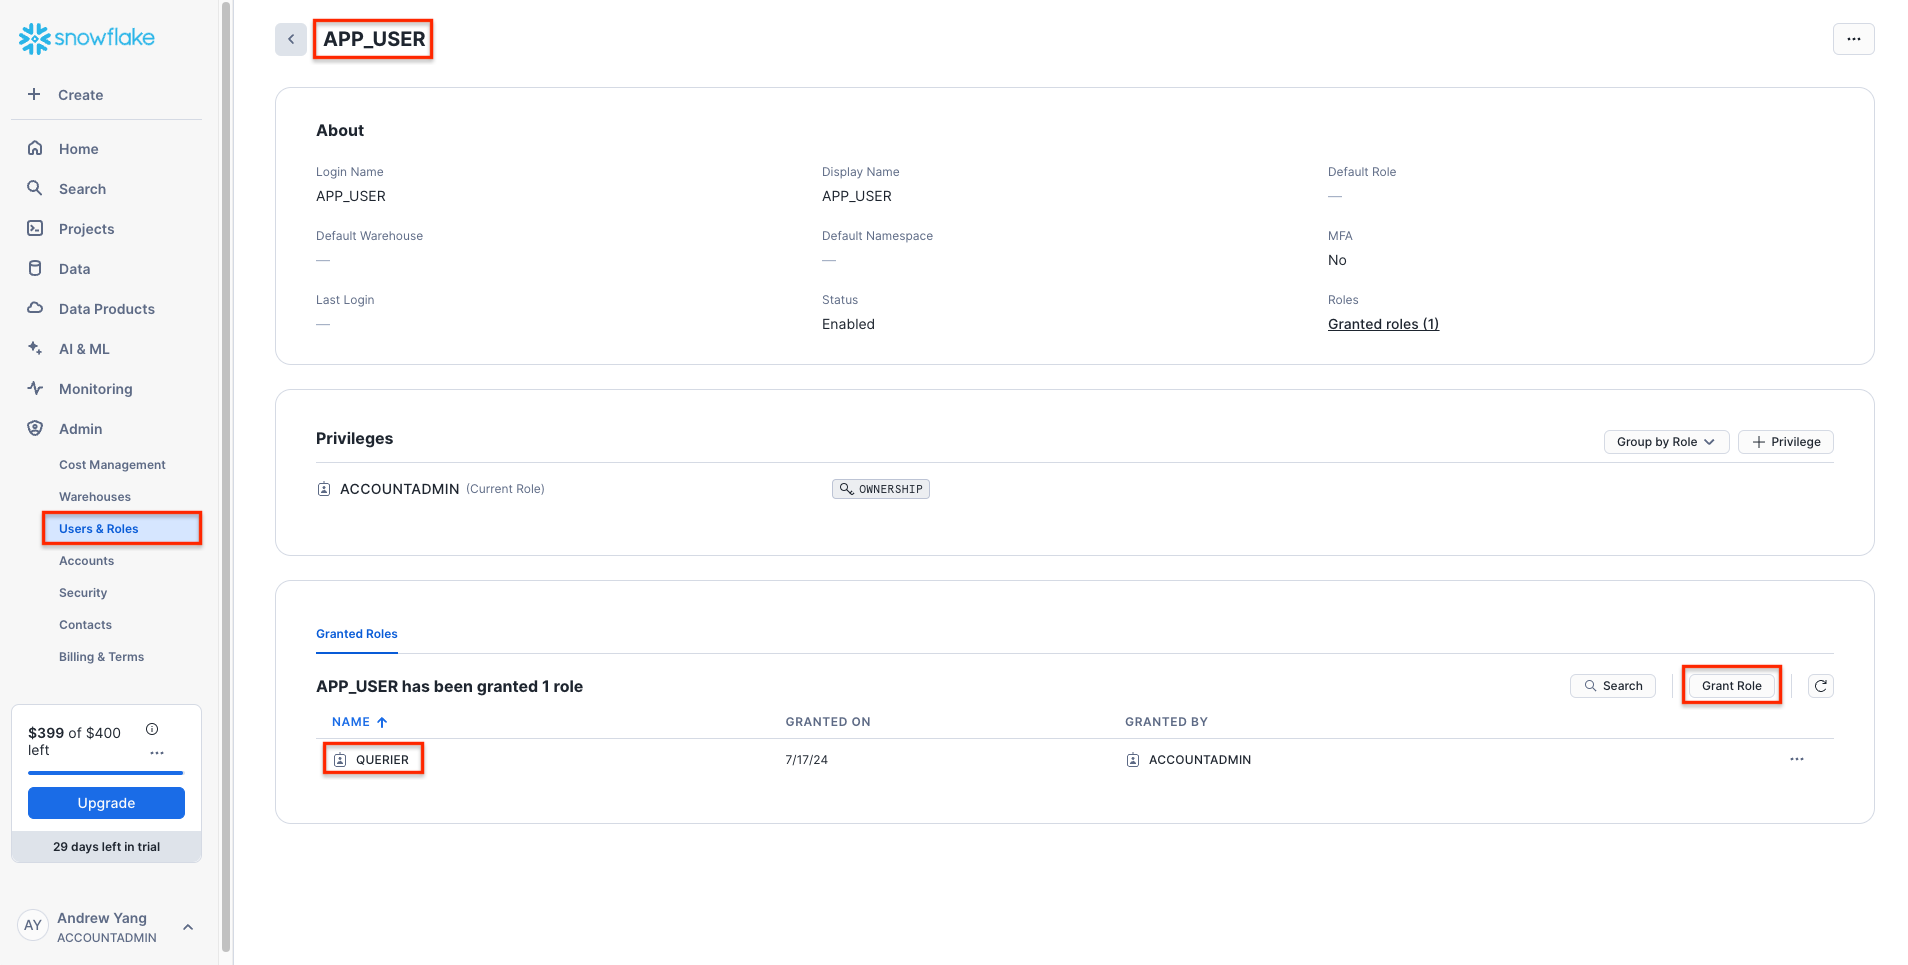 snowflake
Create
Home
Search
Projects
Data
Data Products
AI & ML
Monitoring
Admin
Cost Management
Warehouses
Users & Roles
Accounts
Security
Contacts
Billing & Terms
$399 of $400
left
Upgrade
29 days left in trial
AY
Andrew Yang
ACCOUNTADMIN
APP_USER
About
Login Name
APP_USER
Display Name
APP_USER
Default Role
—
Default Warehouse
—
Default Namespace
—
MFA
No
Last Login
—
Status
Enabled
Roles
Granted roles (1)
Privileges
Group by Role
Privilege
ACCOUNTADMIN (Current Role)
OWNERSHIP
Granted Roles
APP_USER has been granted 1 role
Search
Grant Role
NAME GRANTED ON GRANTED BY
QUERIER 7/17/24 ACCOUNTADMIN